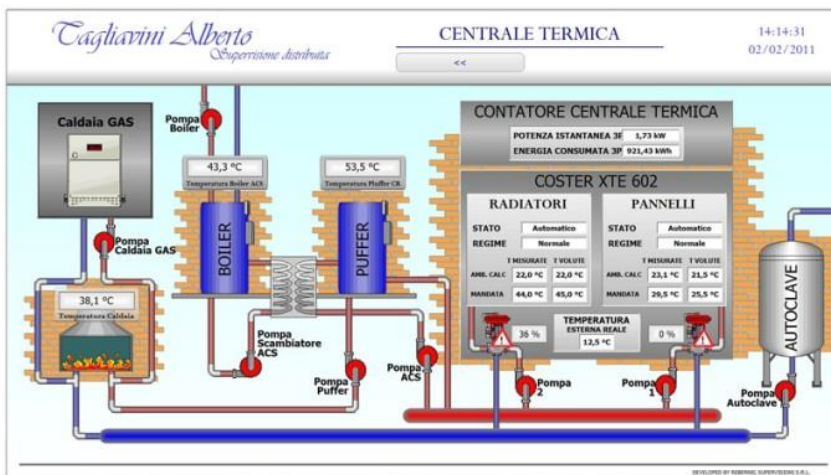 Tagliavini Alberto
Supervisione distribuita
CENTRALE TERMICA
<<
14:14:31
02/02/2011
Caldaia GAS
Pompa
Boiler
Pompa
Caldaia GAS
38,1 °C
Temperatura Caldaia
43,3 °C
Temperatura Boiler ACS
BOILER
53,5 °C
Temperatura Pluffer CR
PUFFER
Pompa
Scambiatore
ACS
Pompa
Puffer
Pompa
ACS
CONTATORE CENTRALE TERMICA
POTENZA ISTANTANEA 3F 1,73 kW
ENERGIA CONSUMATA 3P 921,43 kWh
COSTER XTE 602
RADIATORI
STATO Automatico
REGIME Normale
T MISURATE T VOLUTE
AMB. CALC 22,0 °C 22,0 °C
MANDATA 44,0 °C 45,0 °C
PANNELLI
STATO Automatico
REGIME Normale
T MISURATE T VOLUTE
AMB. CALC 23,1 °C 21,5 °C
MANDATA 29,5 °C 25,5 °C
36 %
TEMPERATURA
ESTERNA REALE
12,5 °C
0 %
Pompa
2
Pompa
1
AUTOCLAVE
Pompa
Autoclave